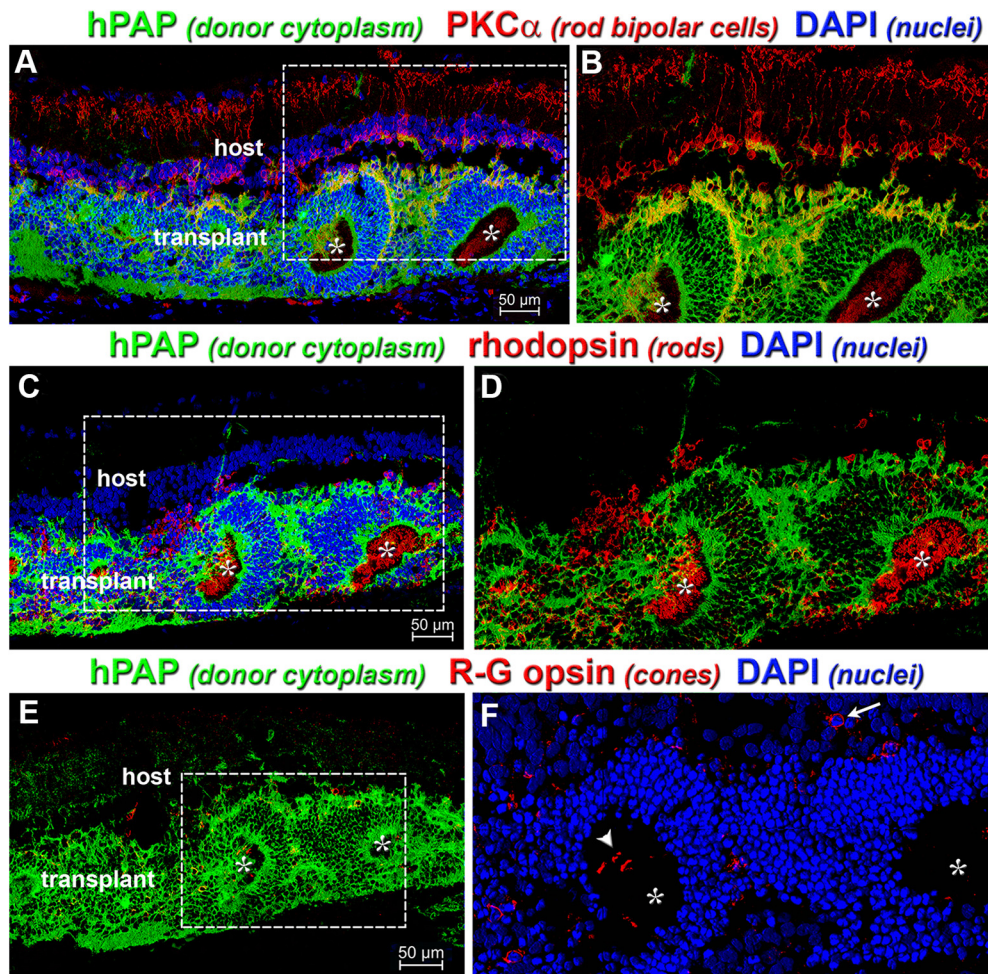 hPAP (donor cytoplasm) PKCα (rod bipolar cells) DAPI (nuclei)
A
host
transplant
*
*
50 µm
B
*
*
hPAP (donor cytoplasm) rhodopsin (rods) DAPI (nuclei)
C
host
transplant
*
*
50 µm
D
*
*
hPAP (donor cytoplasm) R-G opsin (cones) DAPI (nuclei)
E
host
transplant
*
*
50 µm
F
*
*